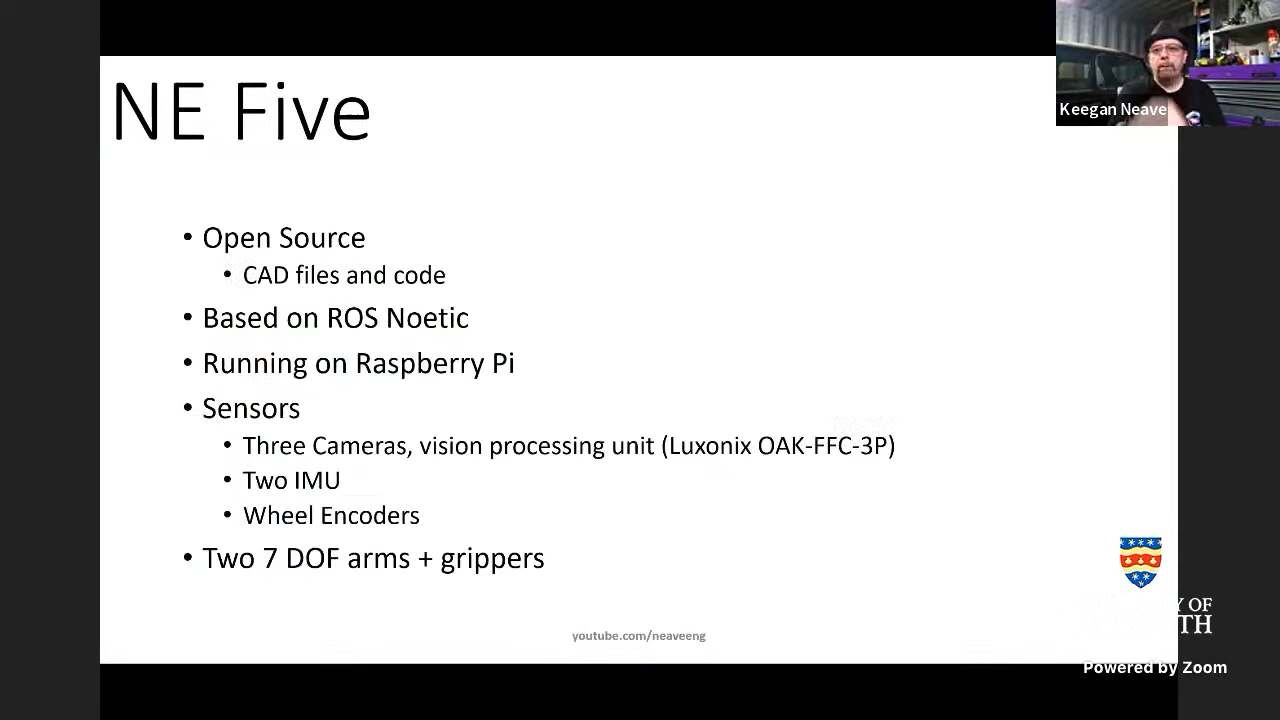 NE Five
Keegan Neave
• Open Source
• CAD files and code
• Based on ROS Noetic
• Running on Raspberry Pi
• Sensors
• Three Cameras, vision processing unit (Luxonix OAK-FFC-3P)
• Two IMU
• Wheel Encoders
• Two 7 DOF arms + grippers
Y OF
TH
youtube.com/neaveeng
Powered by Zoom